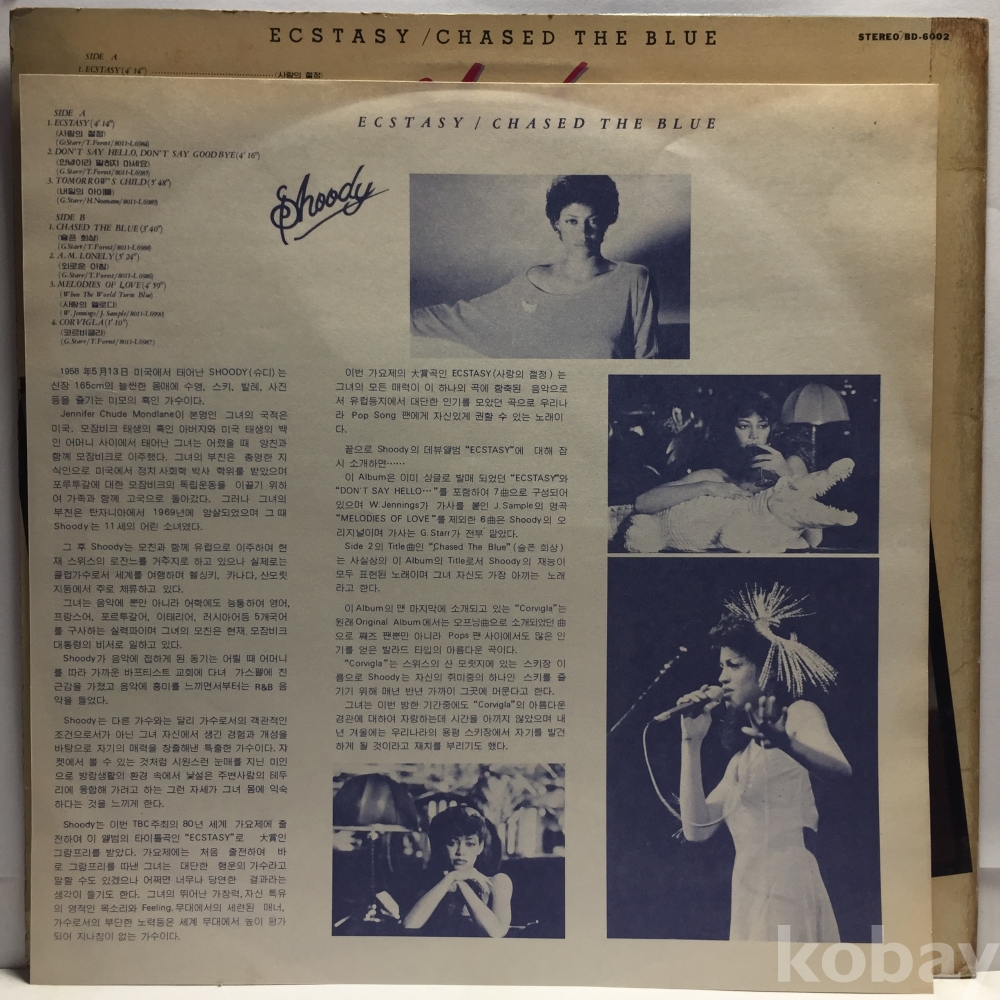 ECSTASY / CHASED THE BLUE
STEREO/BD-6002
SIDE A
1. ECSTASY(4' 14")
(사랑의 절정)
ECSTASY / CHASED THE BLUE
Shoody
SIDE A
1. ECSTASY(4' 14")
(사랑의 절정)
2. DON'T SAY HELLO, DON'T SAY GOODBYE(4' 16")
(안녕이라 말하지 마세요)
3. TOMORROW'S CHILD(5' 48")
(내일의 아이들)
SIDE B
1. CHASED THE BLUE(5' 40")
(슬픈 회상)
2. A.M. LONELY(5' 24")
(외로운 아침)
3. MELODIES OF LOVE(4' 59")
(When The World Turns Blue)
(사랑의 멜로디)
4. CORVIGLA(1' 10")
(코르비글라)
1958 年5月13日 미국에서 태어난 SHOODY(슈디)는
신장 165cm의 늘씬한 몸매에 수영, 스키, 발레, 사진
등을 즐기는 미모의 흑인 가수이다.
Jennifer Chude Mondlane이 본명인 그녀의 국적은
미국. 모잠비크 태생의 흑인 아버지와 미국 태생의 백
인 어머니 사이에서 태어난 그녀는 어렸을 때 양친과
함께 모잠비크로 이주했다. 그녀의 부친은 총명한 지
식인으로 미국에서 정치 사회학 박사 학위를 받았으며
포루투갈에 대한 모잠비크의 독립운동을 이끌기 위하
여 가족과 함께 고국으로 돌아갔다. 그러나 그녀의
부친은 탄자니아에서 1969년에 암살되었으며 그 때
Shoody는 11세의 어린 소녀였다.
그 후 Shoody는 모친과 함께 유럽으로 이주하여 현
재 스위스의 로잔느를 거주지로 하고 있으나 실제로는
클럽가수로서 세계를 여행하며 헬싱키, 카나다, 산모릿
지등에서 주로 체류하고 있다.
그녀는 음악에 뿐만 아니라 어학에도 능통하여 영어,
프랑스어, 포르투갈어, 이태리어, 러시아어등 5개국어
를 구사하는 실력파이며 그녀의 모친은 현재 모잠비크
대통령의 비서로 일하고 있다.
Shoody가 음악에 접하게 된 동기는 어릴 때 어머니
를 따라 가까운 바프티스트 교회에 다녀 가스펠에 친
근감을 가졌고 음악에 흥미를 느끼면서부터는 R&B 음
악을 들었다.
Shoody는 다른 가수와는 달리 가수로서의 객관적인
조건으로서가 아닌 그녀 자신에서 생긴 경험과 개성을
바탕으로 자기의 매력을 창출해낸 특출한 가수이다. 쟈
켓에서 볼 수 있는 것처럼 시원스런 눈매를 지닌 미인
으로 방랑생활의 환경 속에서 낯설은 주변사람의 테두
리에 융합해 가려고 하는 그런 자세가 그녀 몸에 익숙
하다는 것을 느끼게 한다.
Shoody는 이번 TBC주최의 80년 세계 가요제에 출
전하여 이 앨범의 타이틀곡인 "ECSTASY"로 大賞인
그랑프리를 받았다. 가요제에는 처음 출전하여 바
로 그랑프리를 따낸 그녀는 대단한 행운의 가수라고
말할 수도 있겠으나 어쩌면 너무나 당연한 결과라는
생각이 들기도 한다. 그녀의 뛰어난 가창력, 자신 특유
의 영적인 목소리와 Feeling, 무대에서의 세련된 매너,
가수로서의 부단한 노력등은 세계 무대에서 높이 평가
되어 지나침이 없는 가수이다.
이번 가요제의 大賞곡인 ECSTASY(사랑의 절정) 는
그녀의 모든 매력이 이 하나의 곡에 함축된 음악으로
서 유럽등지에서 대단한 인기를 모았던 곡으로 우리나
라 Pop Song 팬에게 자신있게 권할 수 있는 노래이
다.
끝으로 Shoody의 데뷰앨범 "ECSTASY"에 대해 잠
시 소개하면……
이 Album은 이미 싱글로 발매 되었던 "ECSTASY"와
"DON'T SAY HELLO…"를 포함하여 7曲으로 구성되어
있으며 W.Jennings가 가사를 붙인 J.Sample의 명곡
"MELODIES OF LOVE"를 제외한 6曲은 Shoody의 오
리지널이며 가사는 G.Starr가 전부 맡았다.
Side 2의 Title曲인 "Chased The Blue"(슬픈 회상)
는 사실상의 이 Album의 Title로서 Shoody의 재능이
모두 표현된 노래이며 그녀 자신도 가장 아끼는 노래
라고 한다.
이 Album의 맨 마지막에 소개되고 있는 "Corvigla"는
원래 Original Album에서는 오프닝曲으로 소개되었던 曲
으로 째즈 팬뿐만 아니라 Pops 팬 사이에서도 많은 인
기를 얻은 발라드 타입의 아름다운 곡이다.
"Corvigla"는 스위스의 산 모릿지에 있는 스키장 이
름으로 Shoody는 자신의 취미중의 하나인 스키를 즐
기기 위해 매년 반년 가까이 그곳에 머문다고 한다.
그녀는 이번 방한 기간중에도 "Corvigla"의 아름다운
경관에 대하여 자랑하는데 시간을 아끼지 않았으며 내
년 겨울에는 우리나라의 용평 스키장에서 자기를 발견
하게 될 것이라고 재치를 부리기도 했다.
kobay